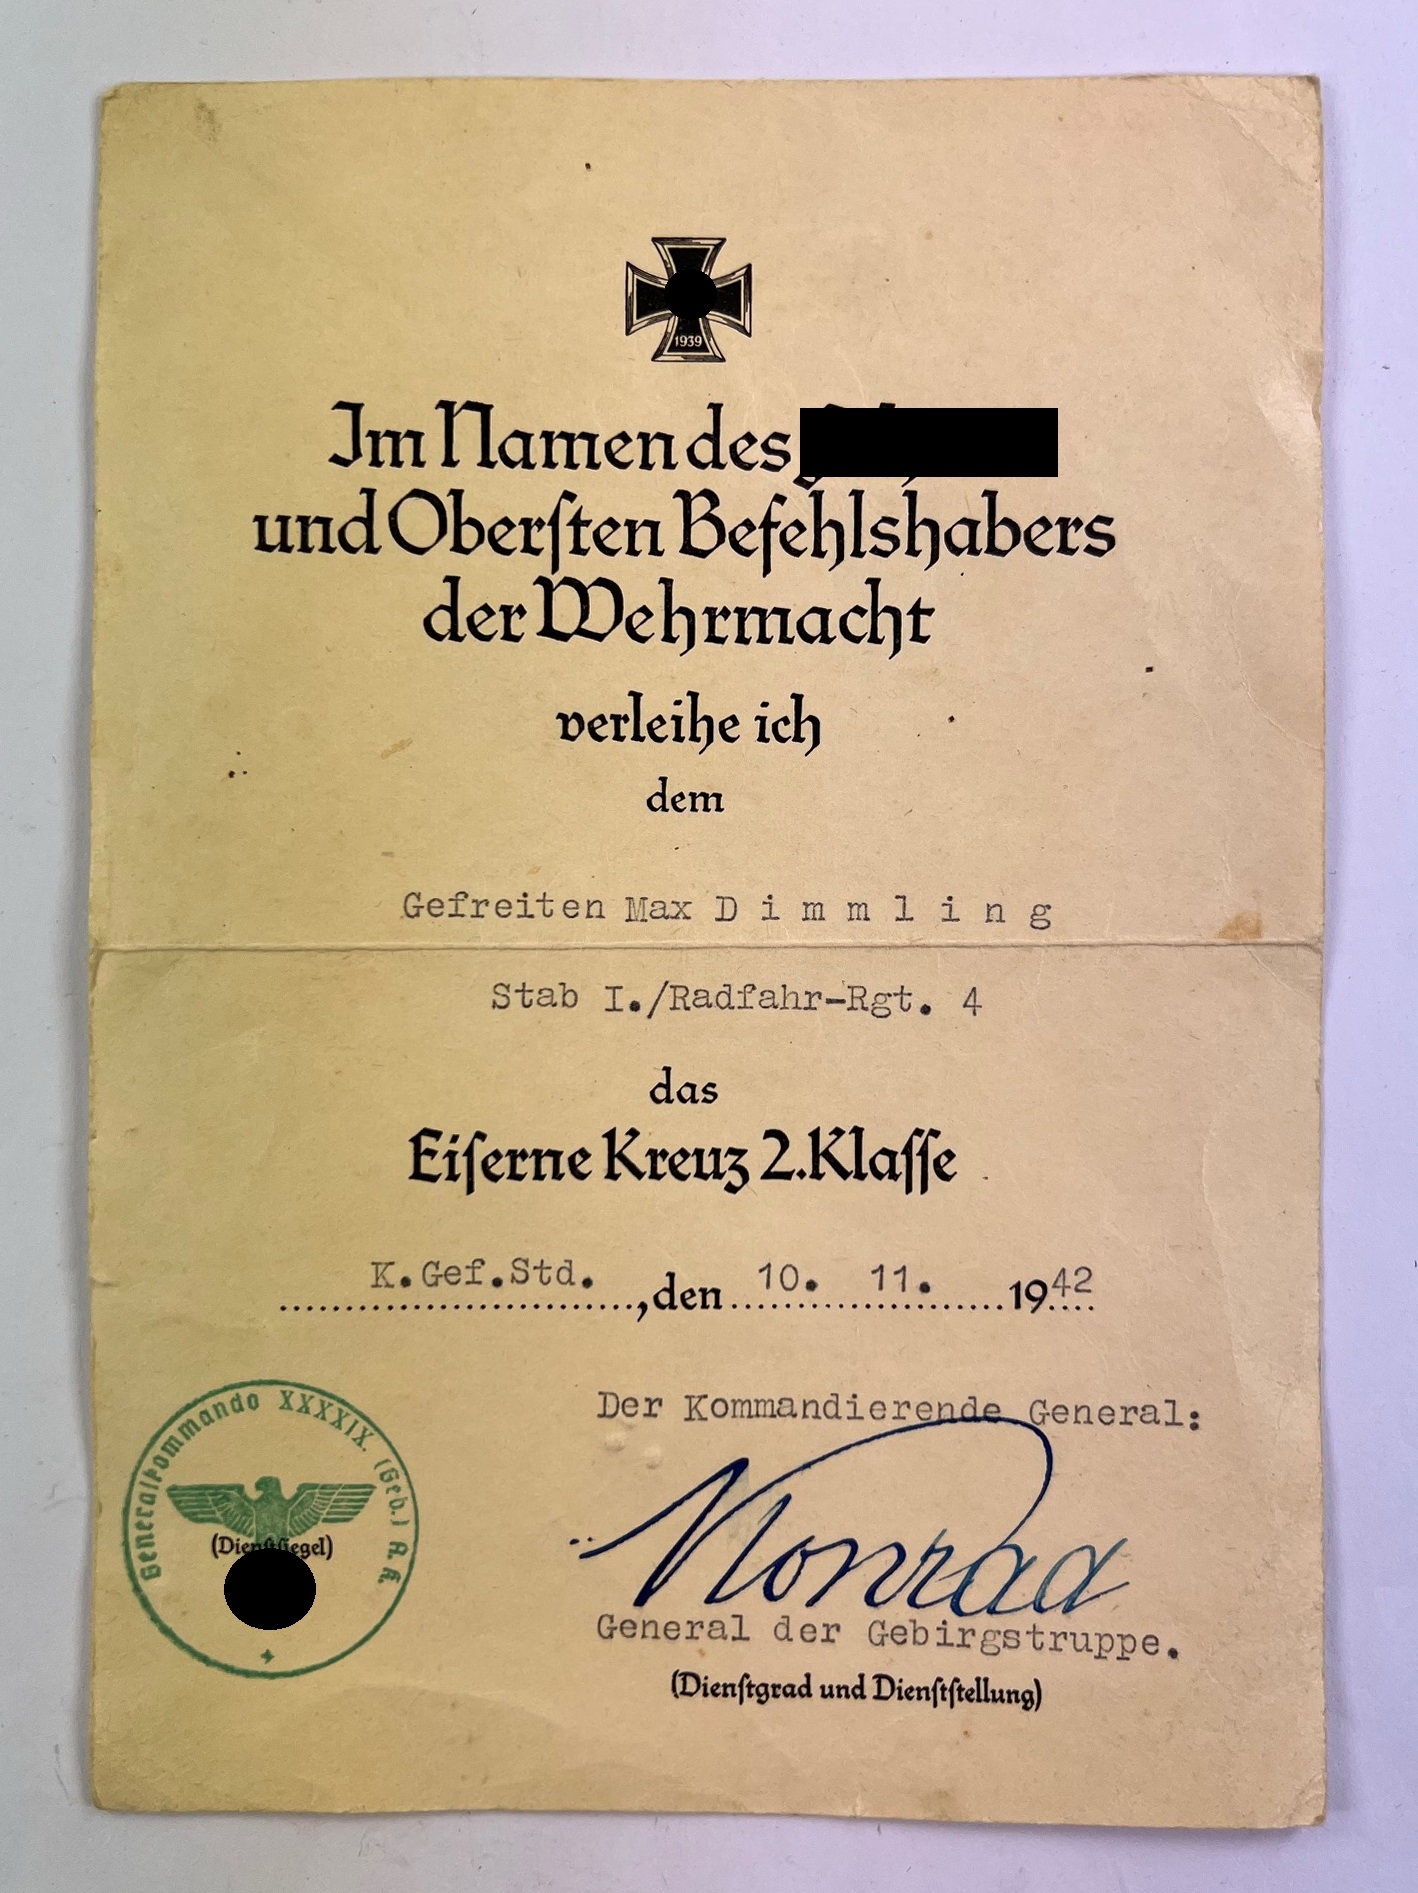 1939
Im Namen des
und Oberſten Befehlshabers
der Wehrmacht
verleihe ich
dem
Gefreiten Max D i m m l i n g
Stab I./Radfahr-Rgt. 4
das
Eiſerne Kreuz 2. Klaſſe
K.Gef.Std. , den 10. 11. 1942
Generalkommando XXXXIX. (Geb.) A.K.
(Dienſtſiegel)
Der Kommandierende General:
Konrad
General der Gebirgstruppe.
(Dienſtgrad und Dienſtſtellung)